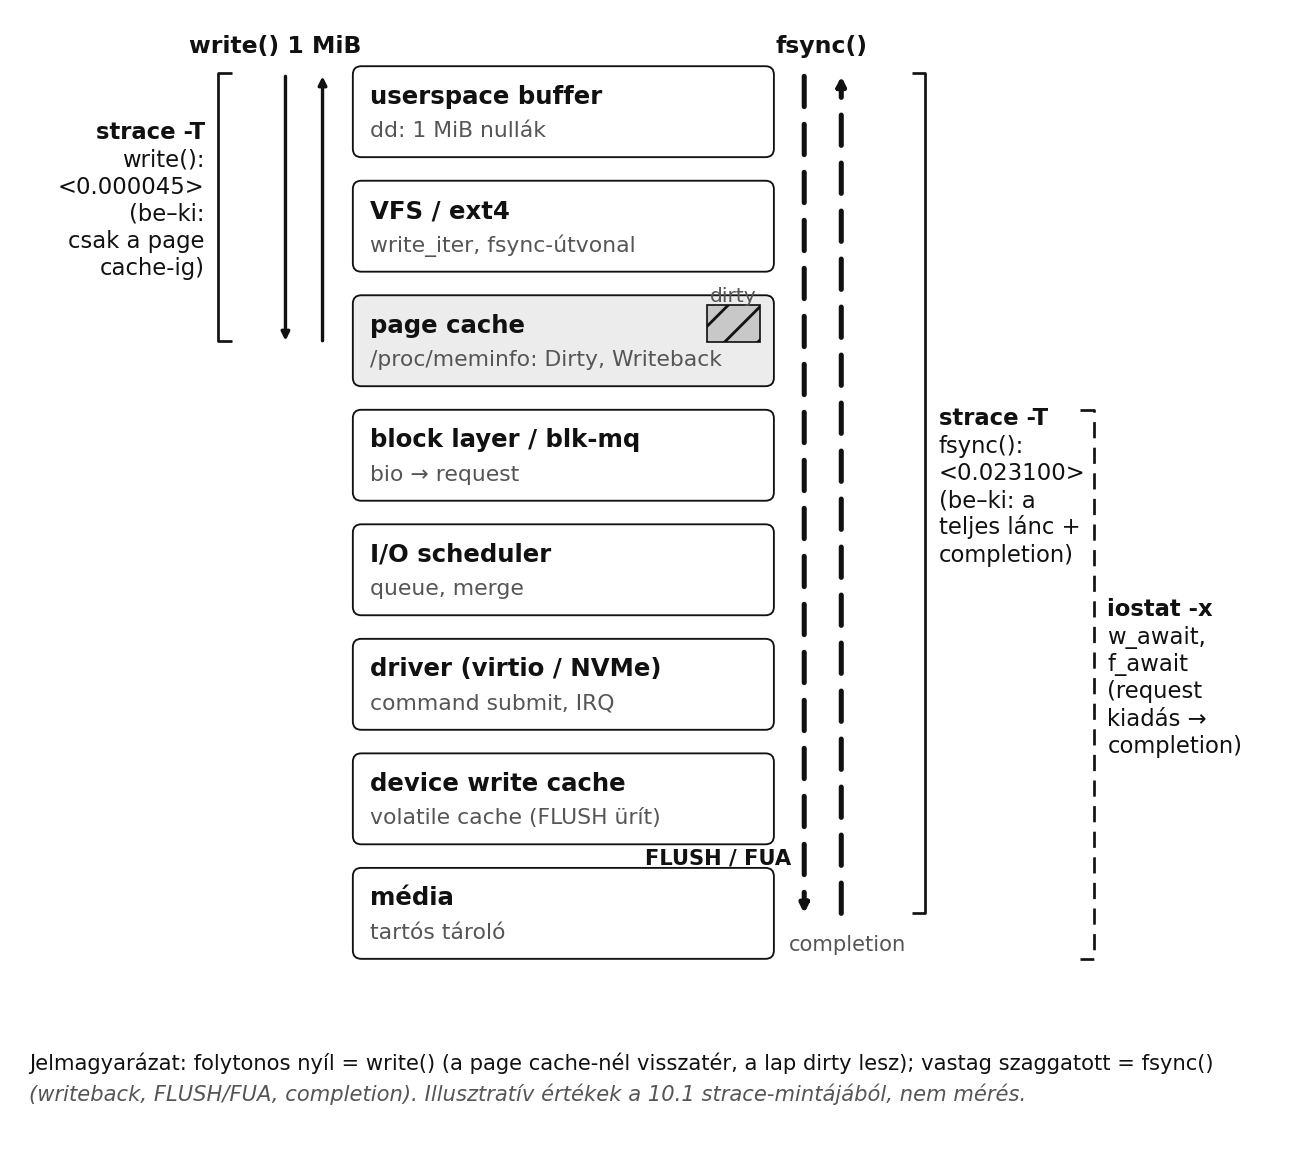 write() 1 MiB
fsync()
strace -T
write():
<0.000045>
(be–ki:
csak a page
cache-ig)
userspace buffer
dd: 1 MiB nullák
VFS / ext4
write_iter, fsync-útvonal
dirty
page cache
/proc/meminfo: Dirty, Writeback
block layer / blk-mq
bio → request
I/O scheduler
queue, merge
driver (virtio / NVMe)
command submit, IRQ
device write cache
volatile cache (FLUSH ürít)
FLUSH / FUA
média
tartós tároló
completion
strace -T
fsync():
<0.023100>
(be–ki: a
teljes lánc +
completion)
iostat -x
w_await,
f_await
(request
kiadás →
completion)
Jelmagyarázat: folytonos nyíl = write() (a page cache-nél visszatér, a lap dirty lesz); vastag szaggatott = fsync()
(writeback, FLUSH/FUA, completion). Illusztratív értékek a 10.1 strace-mintájából, nem mérés.